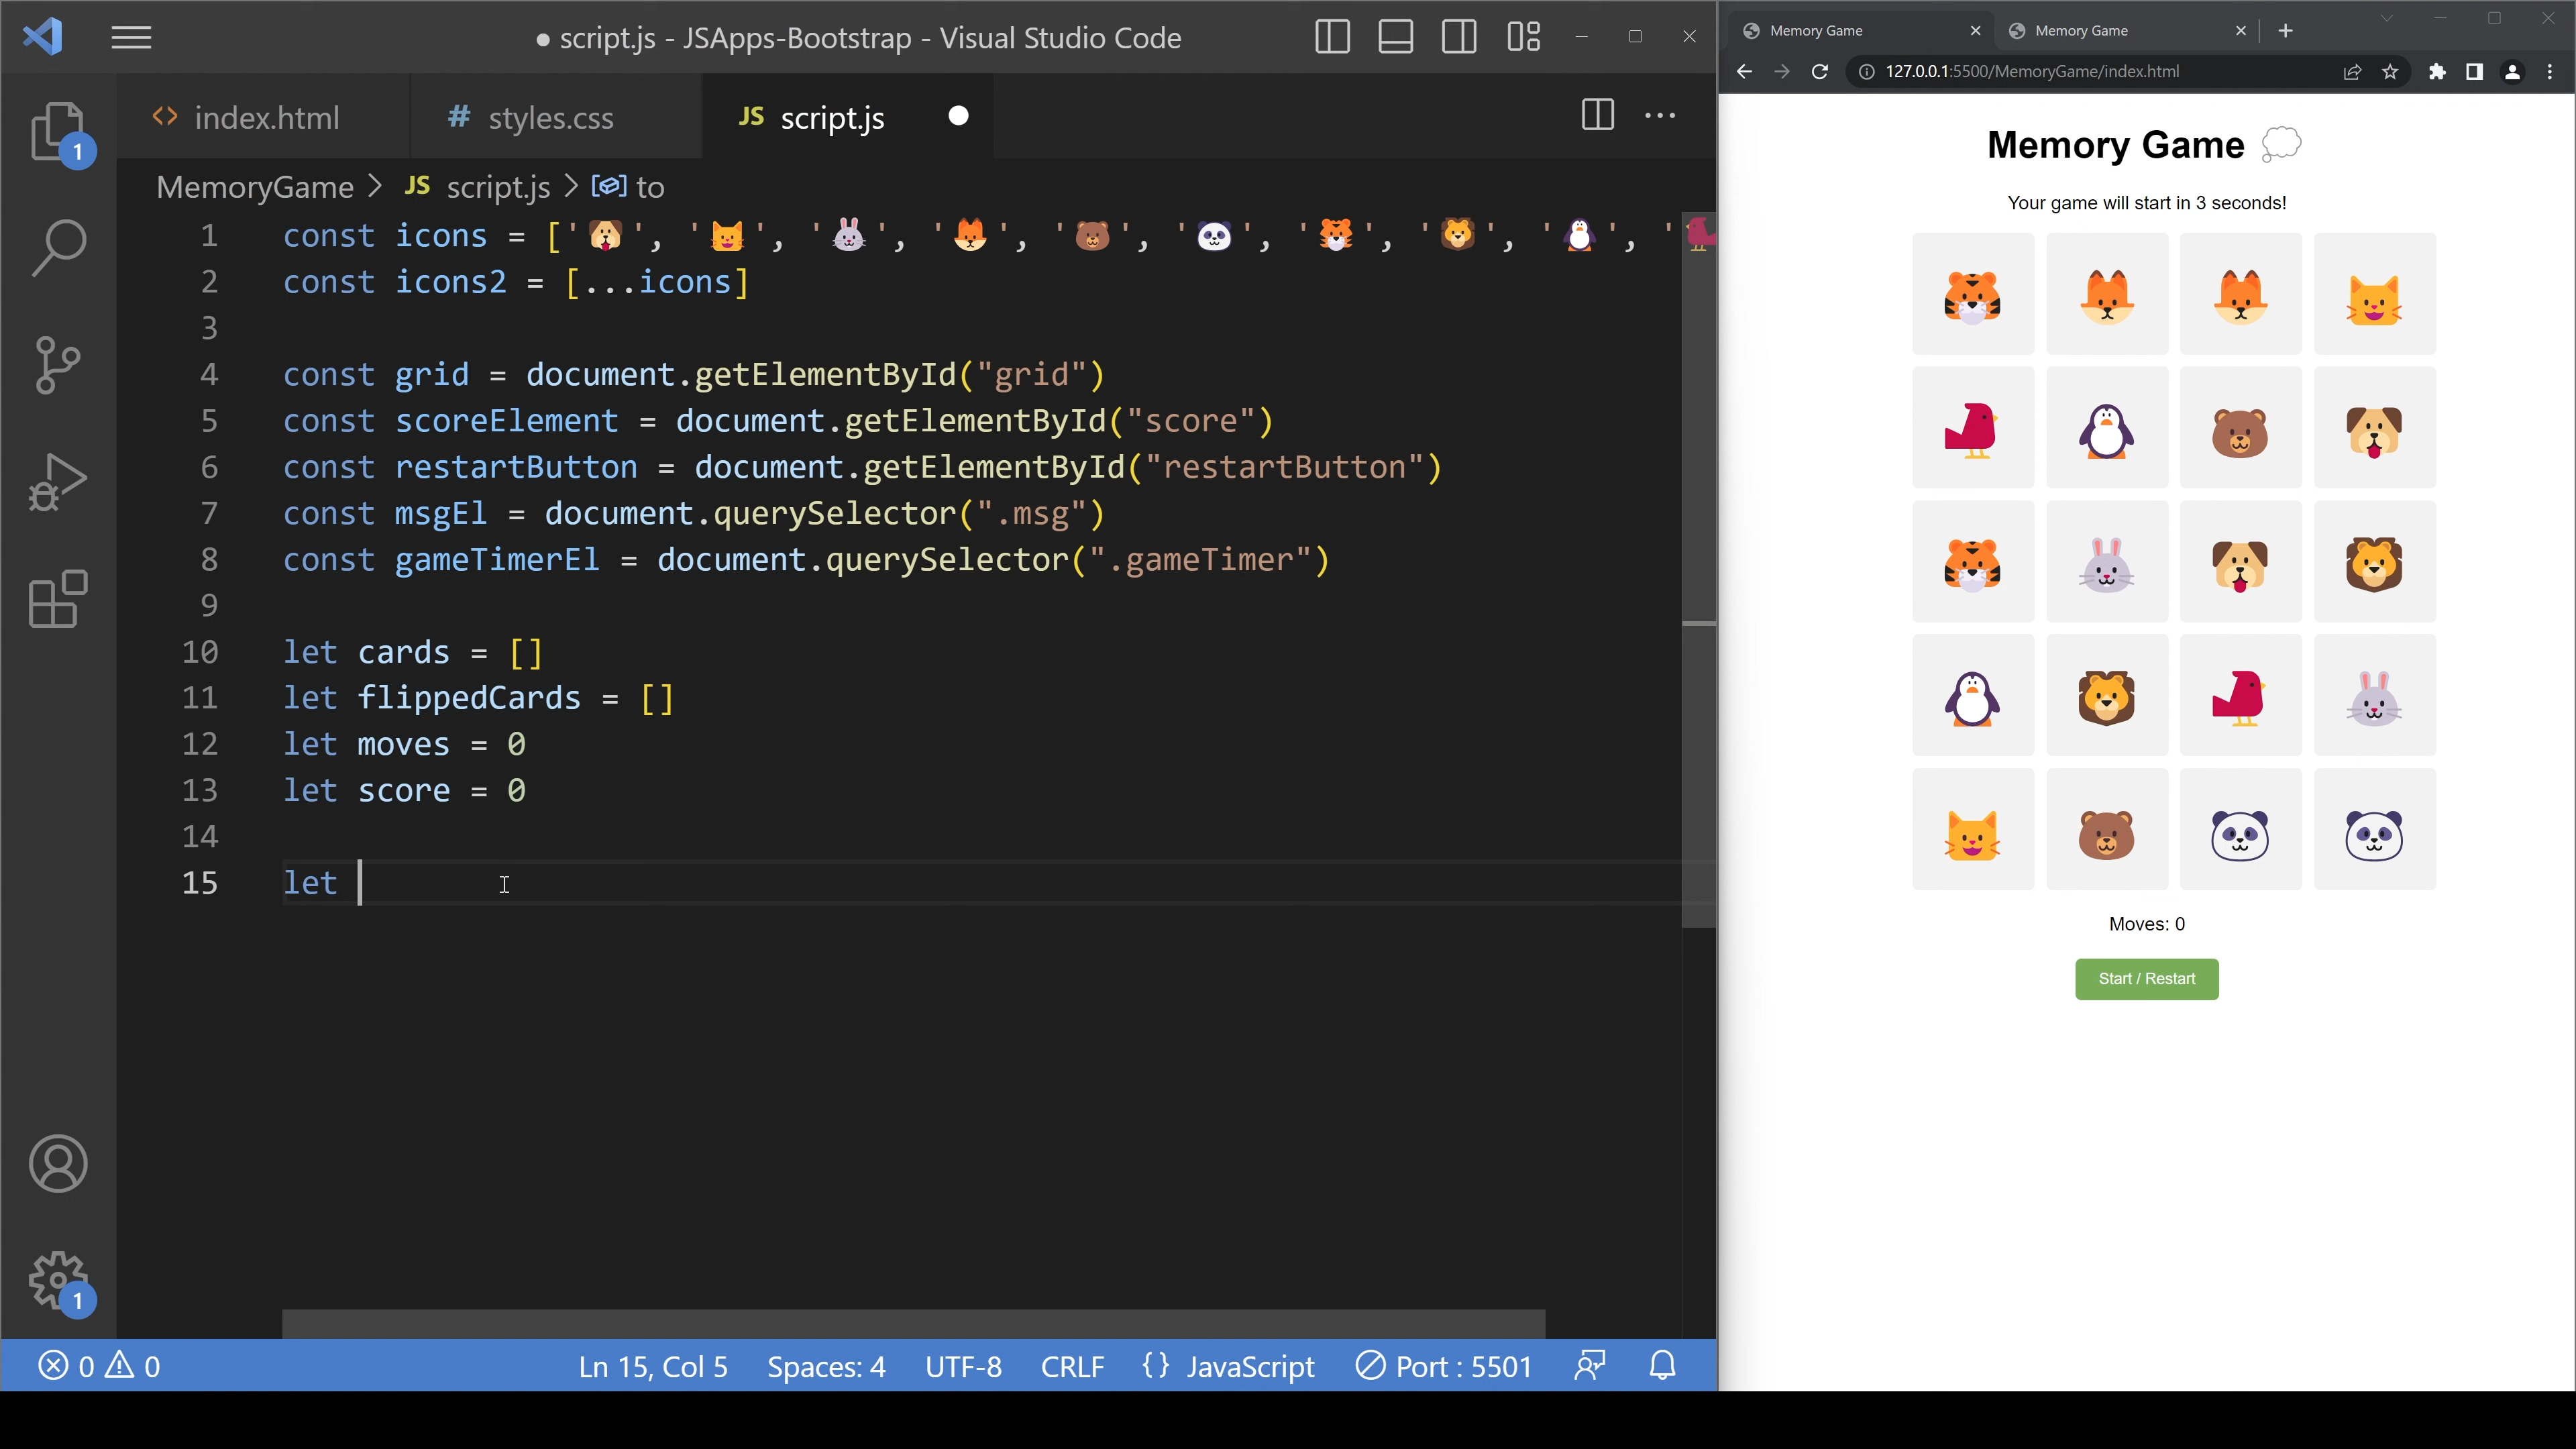 ● script.js - JSApps-Bootstrap - Visual Studio Code
1
<> index.html
# styles.css
JS script.js
MemoryGame > JS script.js > to
1 const icons = ['🐶', '🐱', '🐰', '🦊', '🐻', '🐼', '🐯', '🦁', '🐧', '🐦
2 const icons2 = [...icons]
3
4 const grid = document.getElementById("grid")
5 const scoreElement = document.getElementById("score")
6 const restartButton = document.getElementById("restartButton")
7 const msgEl = document.querySelector(".msg")
8 const gameTimerEl = document.querySelector(".gameTimer")
9
10 let cards = []
11 let flippedCards = []
12 let moves = 0
13 let score = 0
14
15 let
1
0 0 Ln 15, Col 5 Spaces: 4 UTF-8 CRLF {} JavaScript Port : 5501
Memory Game
Memory Game
127.0.0.1:5500/MemoryGame/index.html
Memory Game 💭
Your game will start in 3 seconds!
Moves: 0
Start / Restart